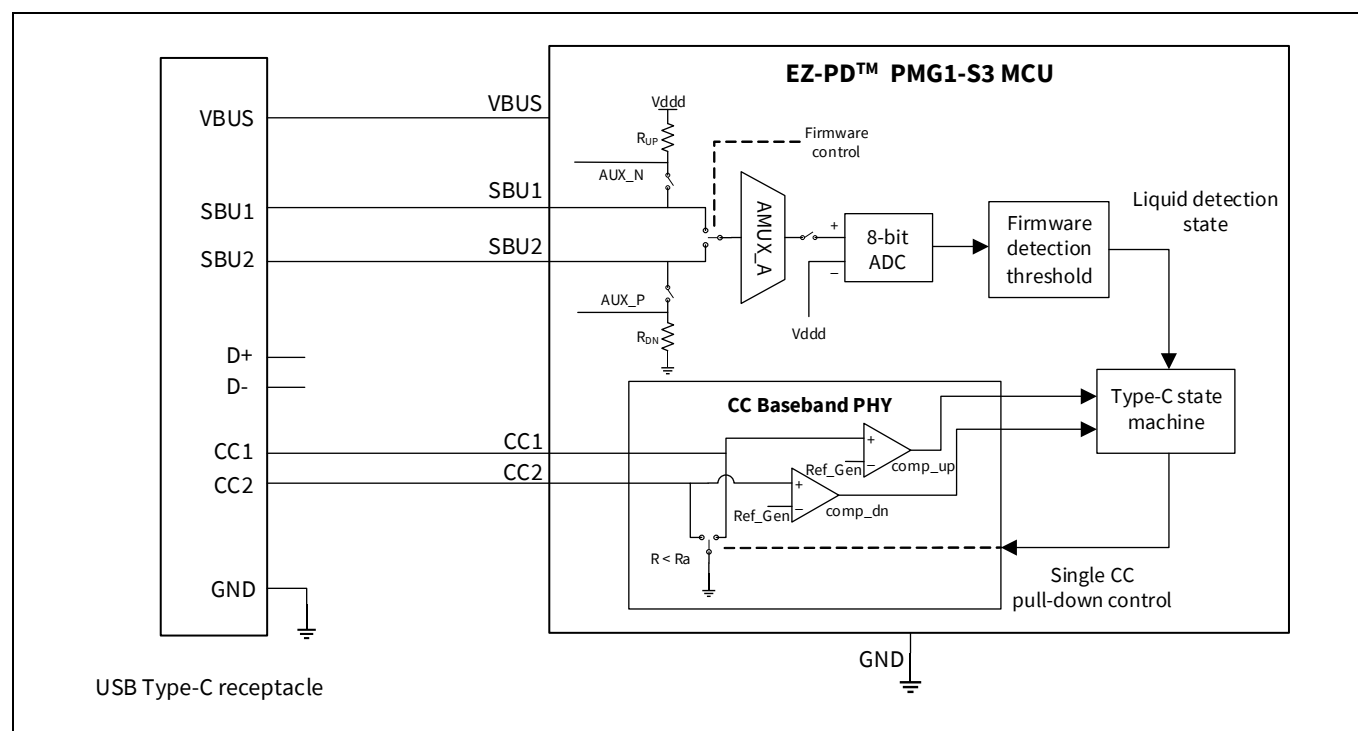 EZ-PD™ PMG1-S3 MCU
VBUS
VBUS
Vddd
RUP
Firmware
control
AUX_N
SBU1
SBU1
SBU2
SBU2
AMUX_A
+
−
8-bit
ADC
Firmware
detection
threshold
Liquid detection
state
AUX_P
RDN
Vddd
D+
D-
CC Baseband PHY
Type-C state
machine
CC1
CC1
CC2
CC2
+
−
Ref_Gen
comp_up
+
−
Ref_Gen
comp_dn
R < Ra
Single CC
pull-down control
GND
GND
USB Type-C receptacle